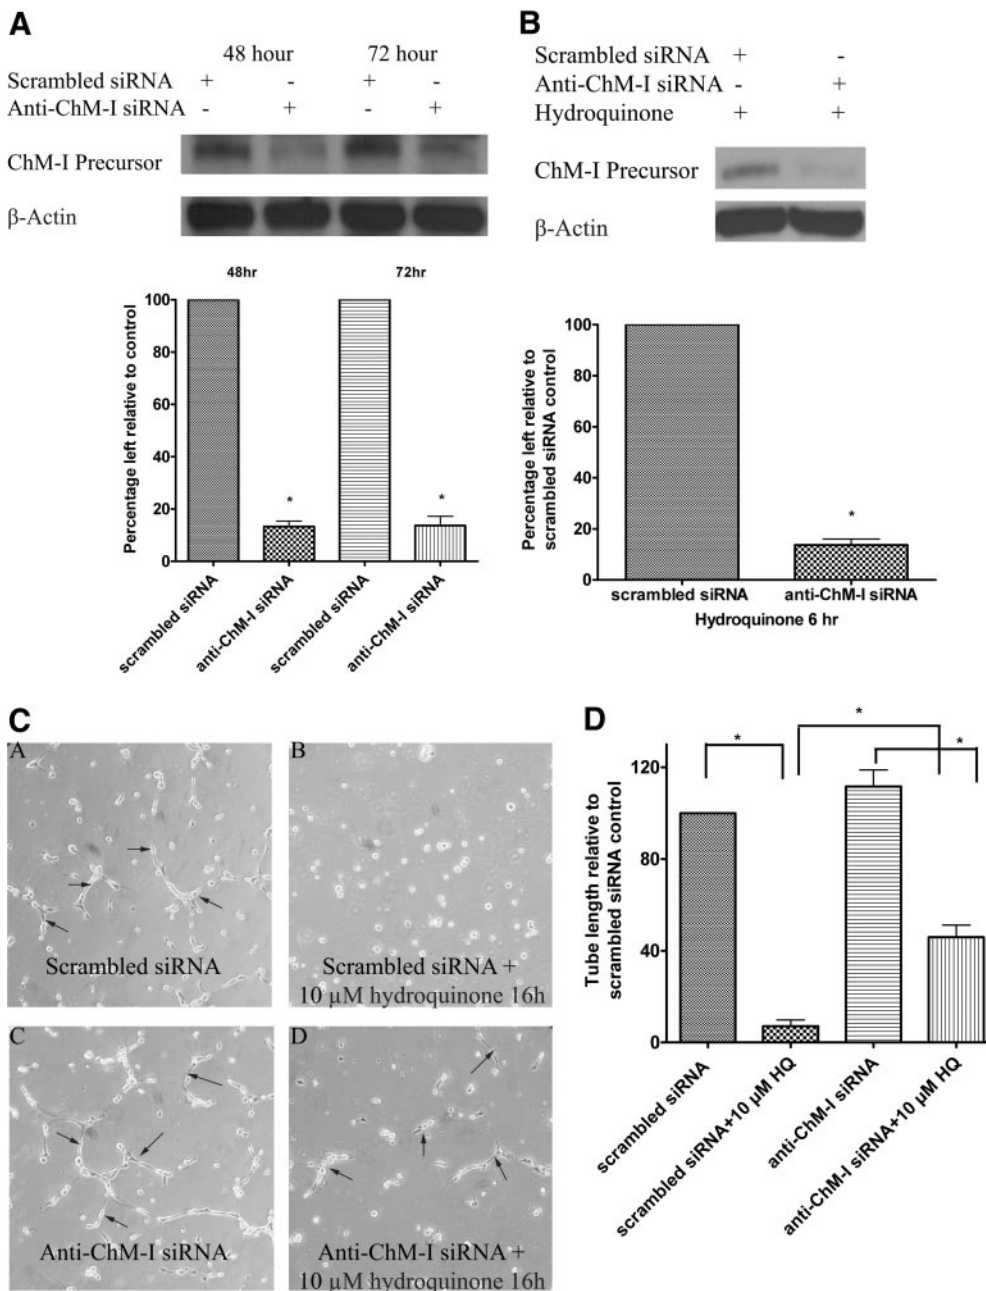 A
48 hour 72 hour
Scrambled siRNA + - + -
Anti-ChM-I siRNA - + - +
ChM-I Precursor
β-Actin
48hr 72hr
Percentage left relative to control
100
80
60
40
20
0
* *
scrambled siRNA
anti-ChM-I siRNA
scrambled siRNA
anti-ChM-I siRNA
B
Scrambled siRNA + -
Anti-ChM-I siRNA - +
Hydroquinone + +
ChM-I Precursor
β-Actin
Percentage left relative to
scrambled siRNA control
100
80
60
40
20
0
*
scrambled siRNA anti-ChM-I siRNA
Hydroquinone 6 hr
C
A
Scrambled siRNA
B
Scrambled siRNA +
10 µM hydroquinone 16h
C
Anti-ChM-I siRNA
D
Anti-ChM-I siRNA +
10 µM hydroquinone 16h
D
* * *
Tube length relative to
scrambled siRNA control
120
80
40
0
scrambled siRNA
scrambled siRNA+10 µM HQ
anti-ChM-I siRNA
anti-ChM-I siRNA+10 µM HQ